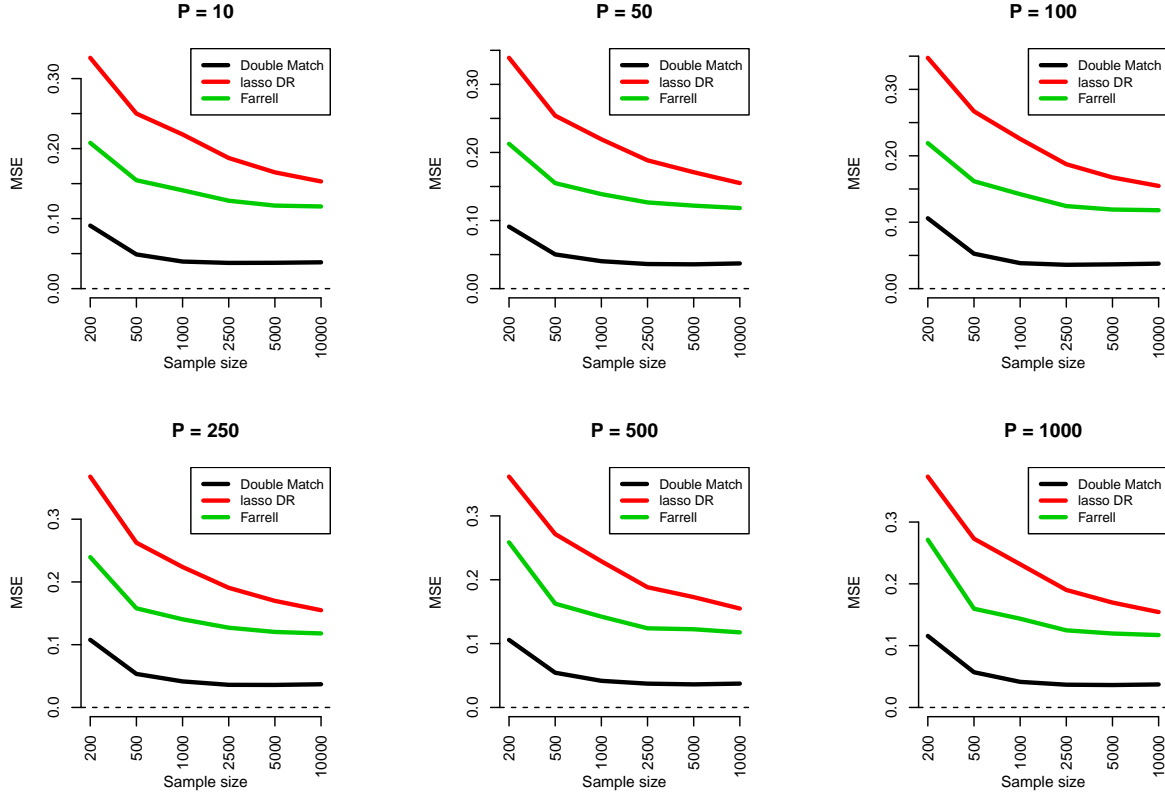 P = 10
MSE
0.00
0.10
0.20
0.30
Double Match
lasso DR
Farrell
200
500
1000
2500
5000
10000
Sample size
P = 50
MSE
0.00
0.10
0.20
0.30
Double Match
lasso DR
Farrell
200
500
1000
2500
5000
10000
Sample size
P = 100
MSE
0.00
0.10
0.20
0.30
Double Match
lasso DR
Farrell
200
500
1000
2500
5000
10000
Sample size
P = 250
MSE
0.0
0.1
0.2
0.3
Double Match
lasso DR
Farrell
200
500
1000
2500
5000
10000
Sample size
P = 500
MSE
0.0
0.1
0.2
0.3
Double Match
lasso DR
Farrell
200
500
1000
2500
5000
10000
Sample size
P = 1000
MSE
0.0
0.1
0.2
0.3
Double Match
lasso DR
Farrell
200
500
1000
2500
5000
10000
Sample size